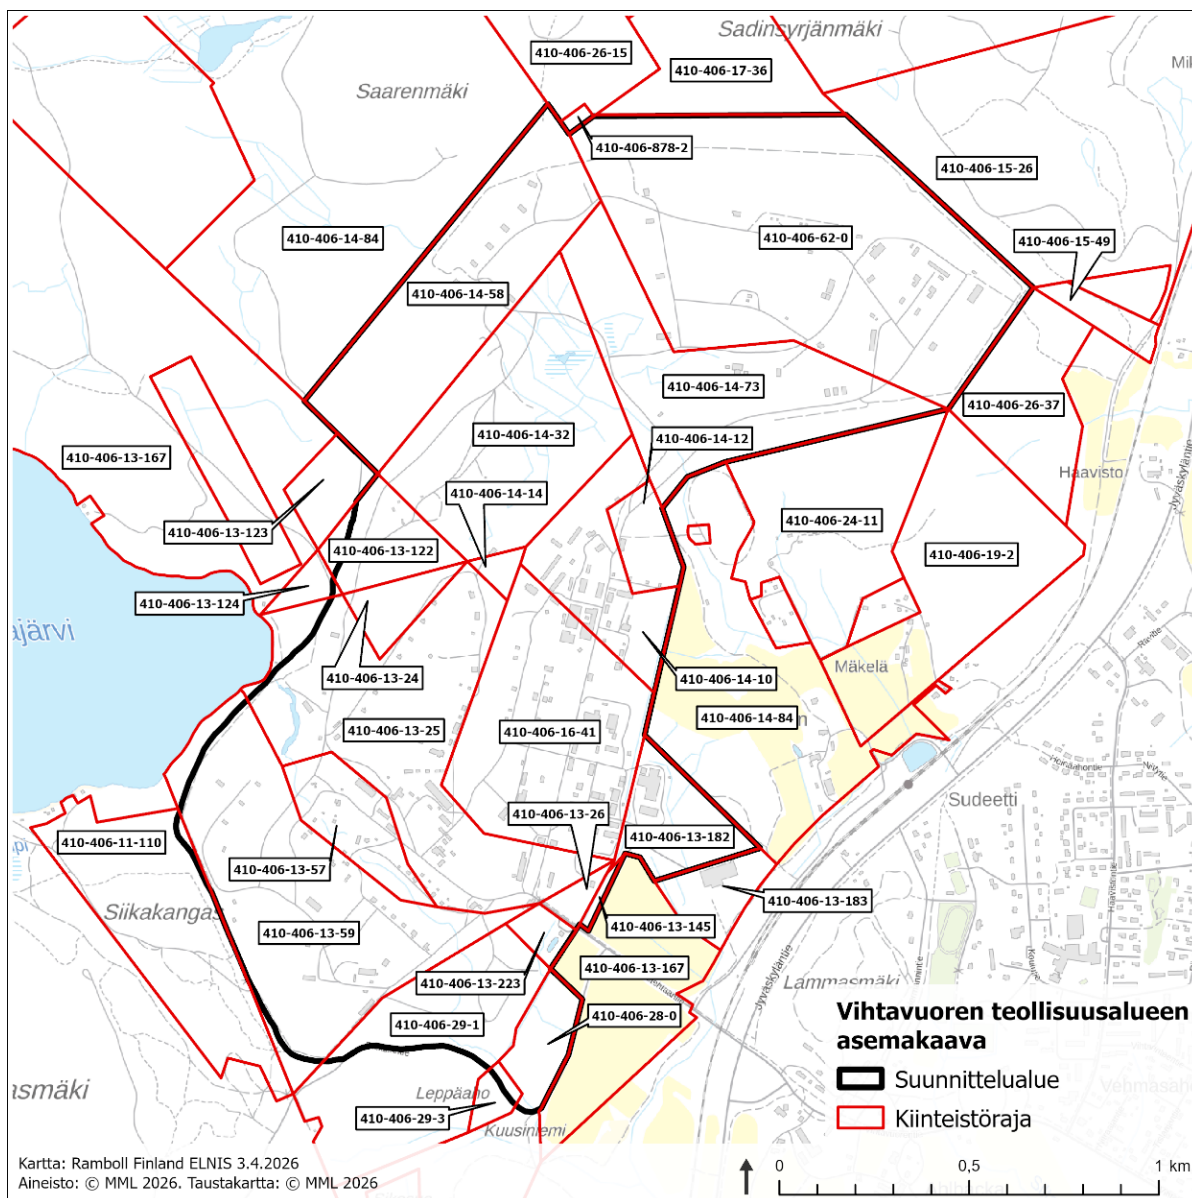 Sadinsyrjänmäki
410-406-26-15
410-406-17-36
Saarenmäki
410-406-878-2
410-406-15-26
410-406-14-84
410-406-62-0
410-406-15-49
410-406-14-58
410-406-14-73
410-406-26-37
410-406-14-32
410-406-14-12
410-406-13-167
Haavisto
Jyväskyläntie
410-406-14-14
410-406-24-11
410-406-13-123
410-406-13-122
410-406-19-2
410-406-13-124
ajärvi
Mäkelä
410-406-13-24
410-406-14-10
410-406-14-84
410-406-13-25
410-406-16-41
Sudeetti
410-406-13-26
410-406-13-182
410-406-11-110
410-406-13-57
410-406-13-183
Siikakangas
410-406-13-145
410-406-13-59
410-406-13-167
410-406-13-223
Lammasmäki
Jyväskyläntie
410-406-28-0
410-406-29-1
asmäki
Leppäaho
410-406-29-3
Kuusiniemi
Vihtavuoren teollisuusalueen
asemakaava
Suunnittelualue
Kiinteistöraja
Kartta: Ramboll Finland ELNIS 3.4.2026
Aineisto: © MML 2026. Taustakartta: © MML 2026
0 0,5 1 km